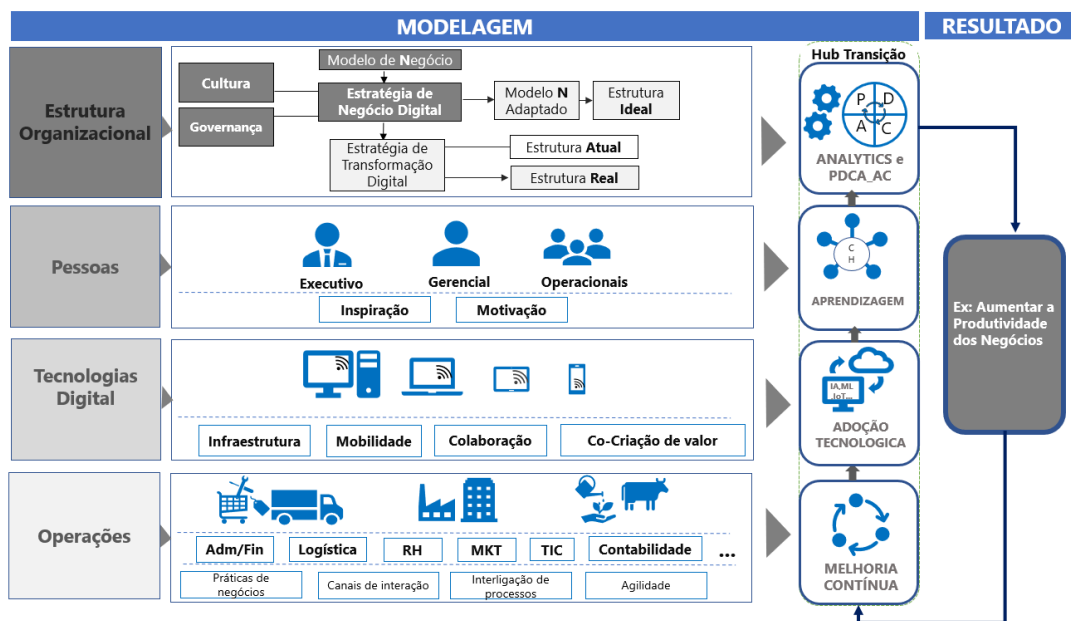 MODELAGEM
RESULTADO
Estrutura
Organizacional
Cultura
Governança
Modelo de Negócio
Estratégia de
Negócio Digital
Modelo N
Adaptado
Estrutura
Ideal
Estratégia de
Transformação
Digital
Estrutura Atual
Estrutura Real
Hub Transição
P
D
A
C
ANALYTICS e
PDCA_AC
Pessoas
Executivo
Gerencial
Operacionais
Inspiração
Motivação
C
H
APRENDIZAGEM
Ex: Aumentar a
Produtividade
dos Negócios
Tecnologias
Digital
Infraestrutura
Mobilidade
Colaboração
Co-Criação de valor
IA,ML
.IoT...
ADOÇÃO
TECNOLOGICA
Operações
Adm/Fin
Logística
RH
MKT
TIC
Contabilidade
...
Práticas de
negócios
Canais de interação
Interligação de
processos
Agilidade
MELHORIA
CONTÍNUA